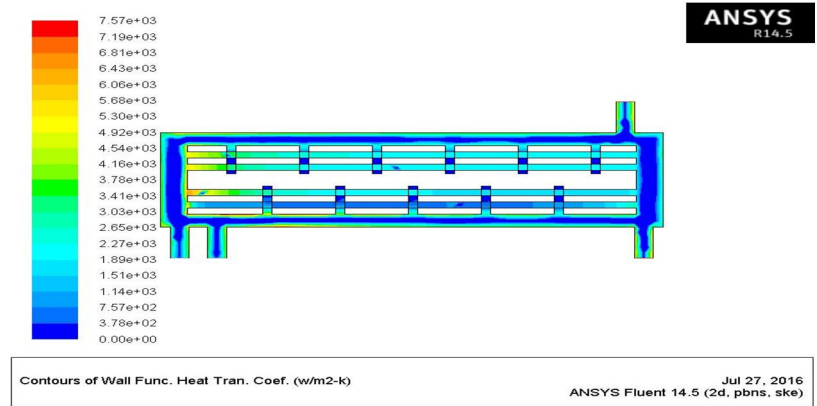 ANSYS
R14.5
7.57e+03
7.19e+03
6.81e+03
6.43e+03
6.06e+03
5.68e+03
5.30e+03
4.92e+03
4.54e+03
4.16e+03
3.78e+03
3.41e+03
3.03e+03
2.65e+03
2.27e+03
1.89e+03
1.51e+03
1.14e+03
7.57e+02
3.78e+02
0.00e+00
Contours of Wall Func. Heat Tran. Coef. (w/m2-k)
Jul 27, 2016
ANSYS Fluent 14.5 (2d, pbns, ske)